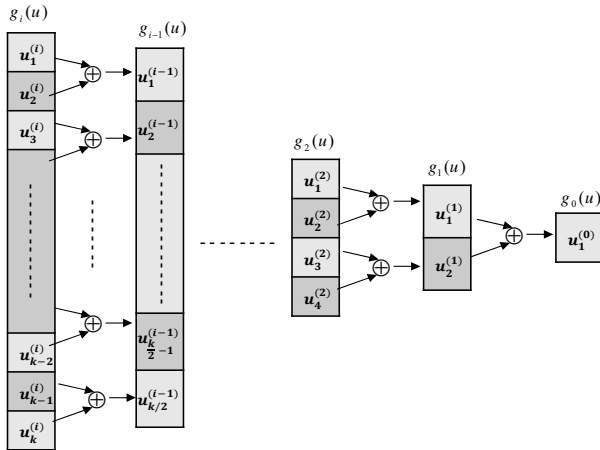 g_i(u)
u_1^{(i)}
u_2^{(i)}
u_3^{(i)}
u_{k-2}^{(i)}
u_{k-1}^{(i)}
u_k^{(i)}
g_{i-1}(u)
u_1^{(i-1)}
u_2^{(i-1)}
u_{\frac{k}{2}-1}^{(i-1)}
u_{k/2}^{(i-1)}
g_2(u)
u_1^{(2)}
u_2^{(2)}
u_3^{(2)}
u_4^{(2)}
g_1(u)
u_1^{(1)}
u_2^{(1)}
g_0(u)
u_1^{(0)}